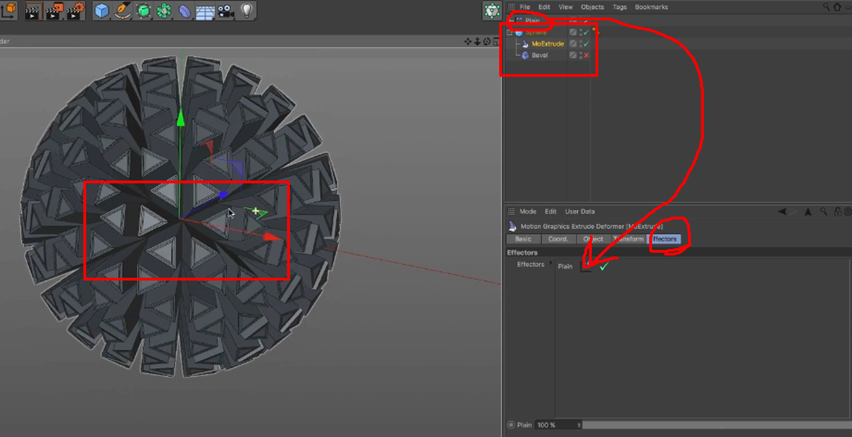 File Edit View Objects Tags Bookmarks
der
Plain
Sphere
MoExtrude
Bevel
Mode Edit User Data
Motion Graphics Extrude Deformer [MoExtrude]
Basic Coord. Object Transform Effectors
Effectors
Effectors Plain
Plain 100 %